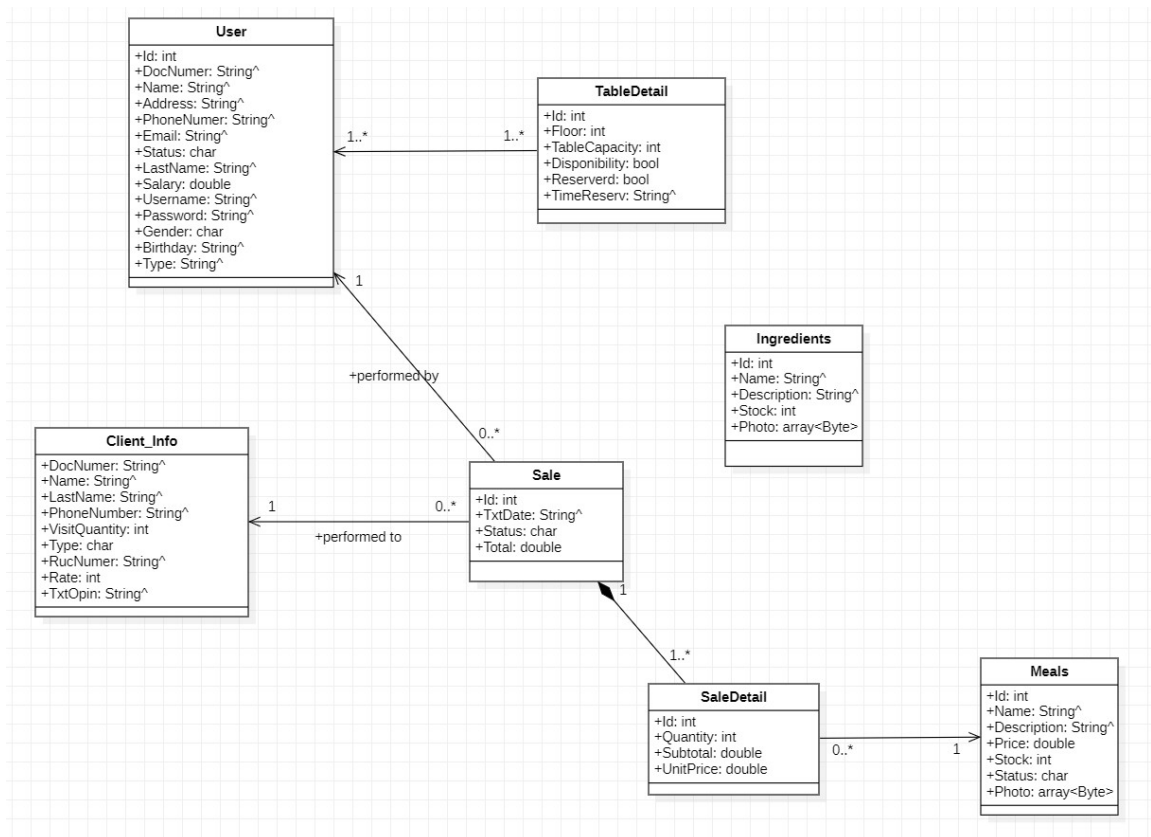 User
+Id: int
+DocNumer: String^
+Name: String^
+Address: String^
+PhoneNumer: String^
+Email: String^
+Status: char
+LastName: String^
+Salary: double
+Username: String^
+Password: String^
+Gender: char
+Birthday: String^
+Type: String^
1..*
1..*
TableDetail
+Id: int
+Floor: int
+TableCapacity: int
+Disponibility: bool
+Reserverd: bool
+TimeReserv: String^
1
+performed by
0..*
Ingredients
+Id: int
+Name: String^
+Description: String^
+Stock: int
+Photo: array<Byte>
Client_Info
+DocNumer: String^
+Name: String^
+LastName: String^
+PhoneNumber: String^
+VisitQuantity: int
+Type: char
+RucNumer: String^
+Rate: int
+TxtOpin: String^
1
0..*
+performed to
Sale
+Id: int
+TxtDate: String^
+Status: char
+Total: double
1
1..*
SaleDetail
+Id: int
+Quantity: int
+Subtotal: double
+UnitPrice: double
0..*
1
Meals
+Id: int
+Name: String^
+Description: String^
+Price: double
+Stock: int
+Status: char
+Photo: array<Byte>